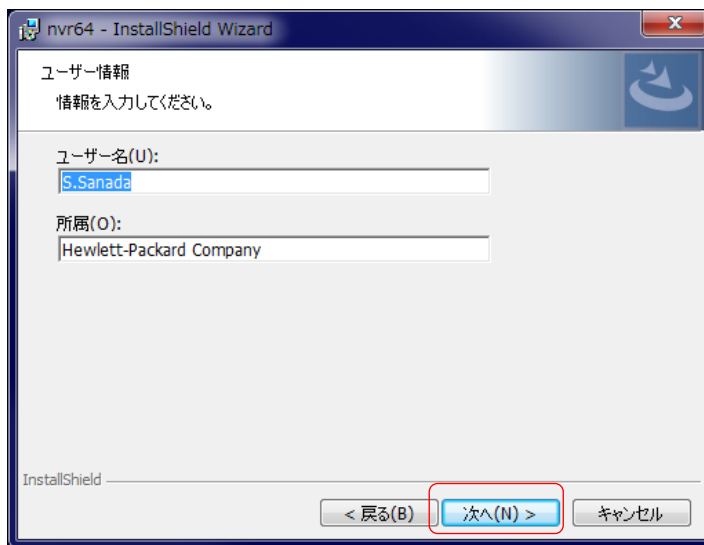 nvr64 - InstallShield Wizard
ユーザー情報
情報を入力してください。
ユーザー名(U):
S.Sanada
所属(O):
Hewlett-Packard Company
InstallShield
< 戻る(B)
次へ(N) >
キャンセル